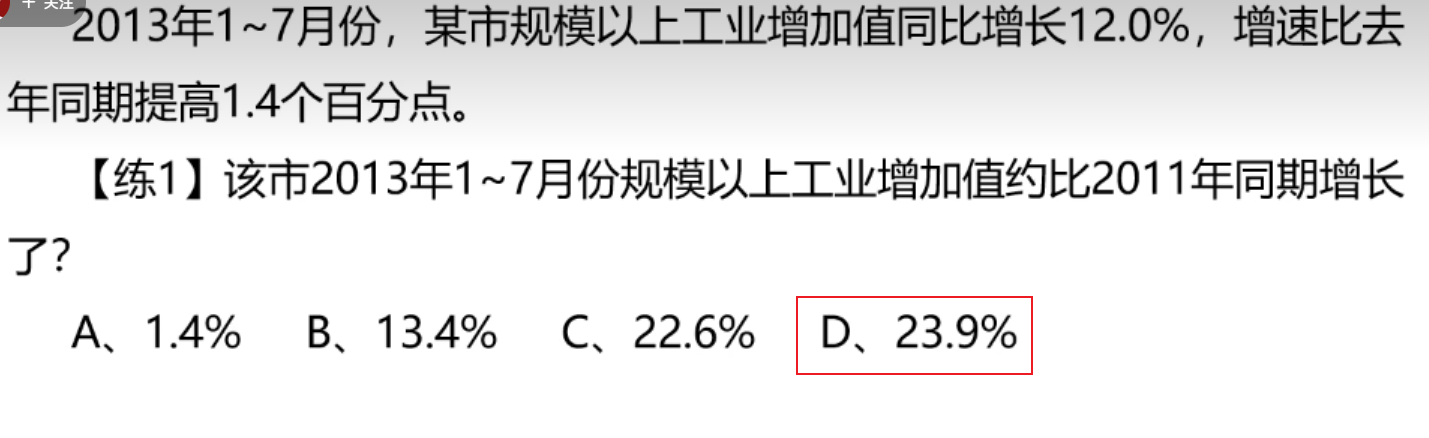 + 关注
2013年1~7月份，某市规模以上工业增加值同比增长12.0%，增速比去
年同期提高1.4个百分点。
【练1】该市2013年1~7月份规模以上工业增加值约比2011年同期增长
了？
A、1.4% B、13.4% C、22.6% D、23.9%